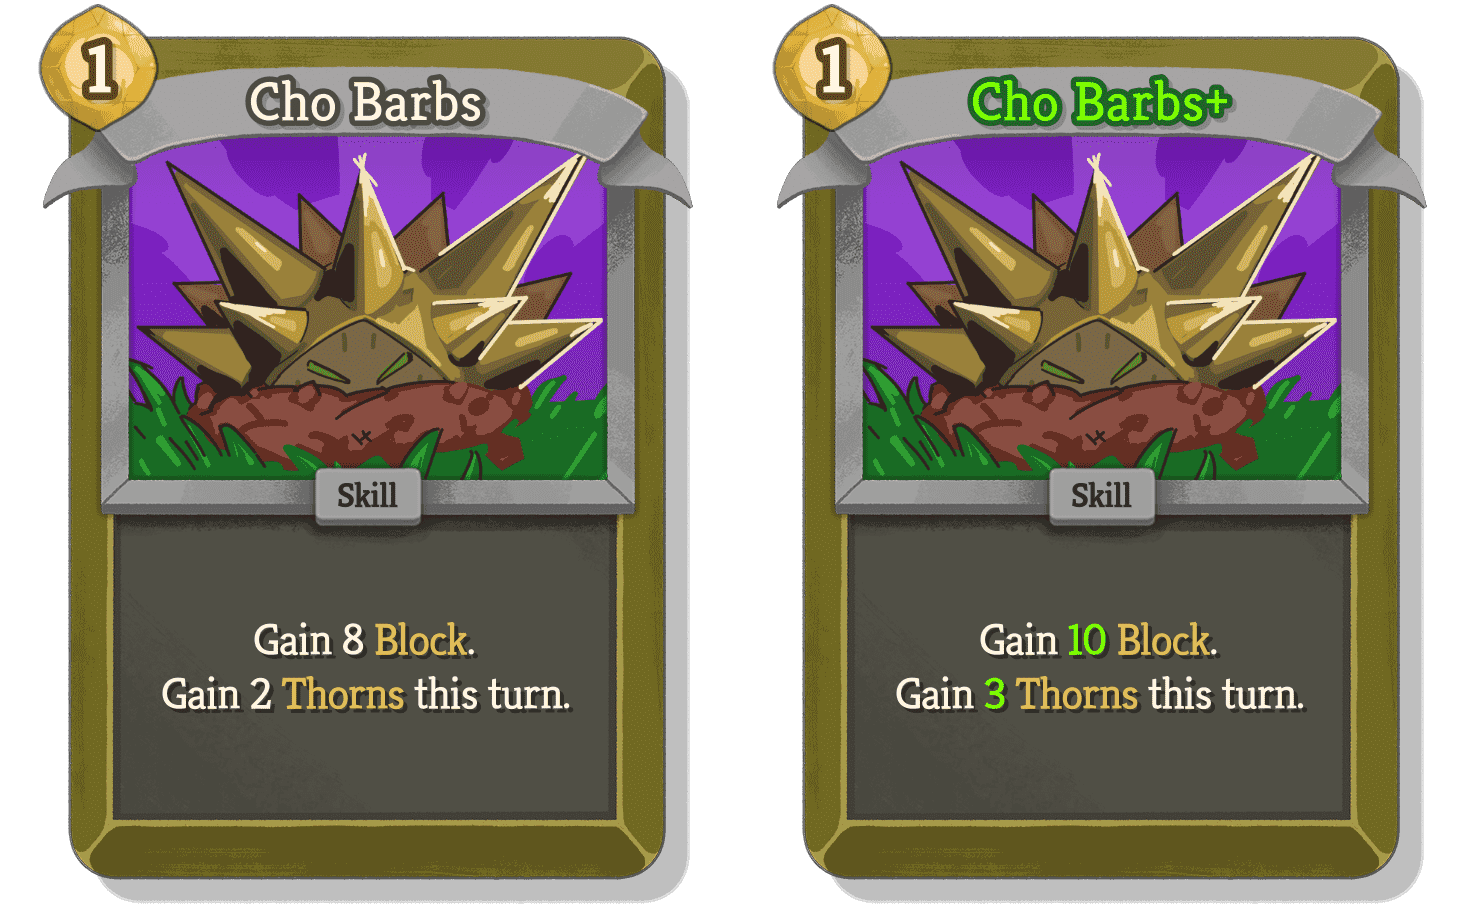 1
Cho Barbs
Skill
Gain 8 Block.
Gain 2 Thorns this turn.
1
Cho Barbs+
Skill
Gain 10 Block.
Gain 3 Thorns this turn.